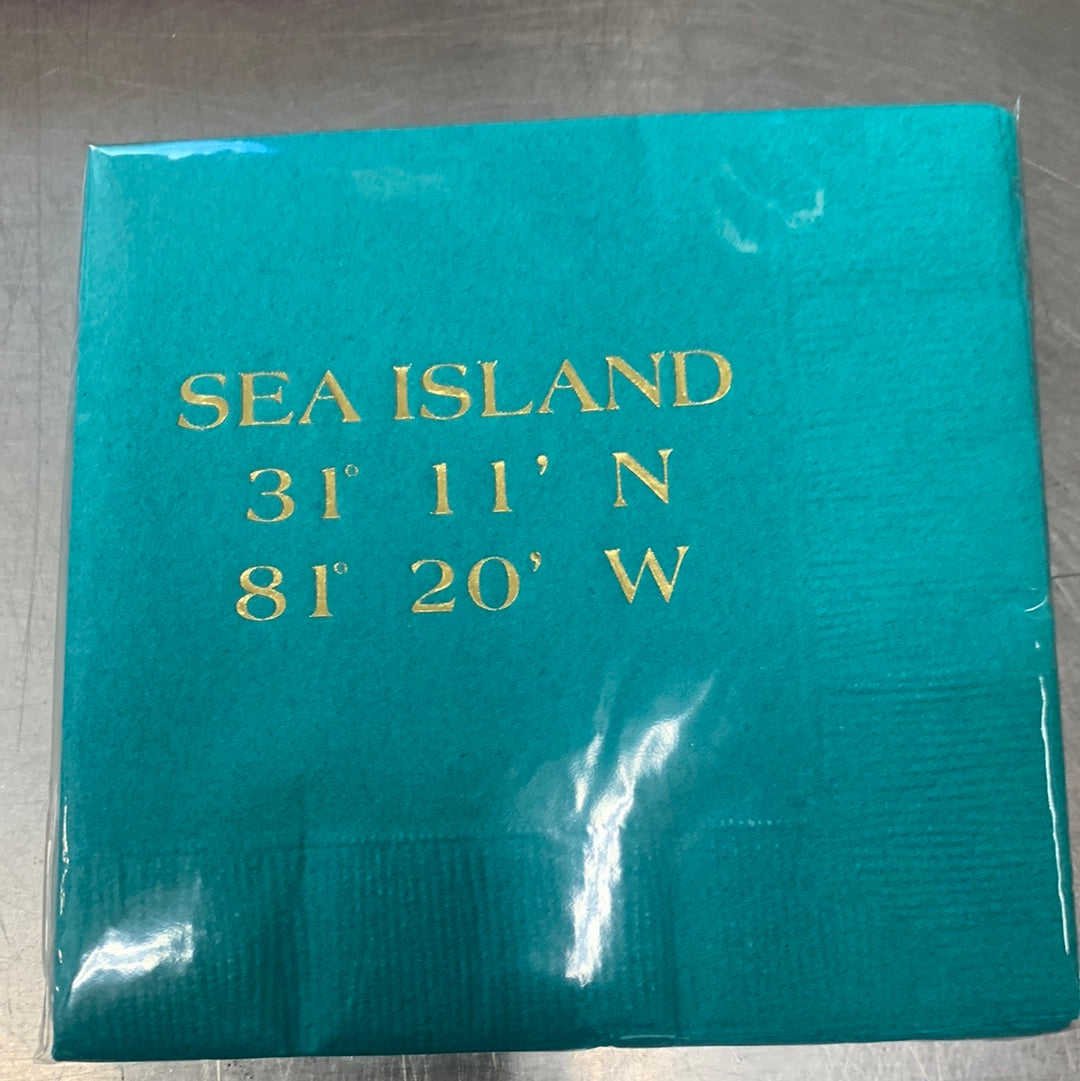 SEA ISLAND
31° 11' N
81° 20' W